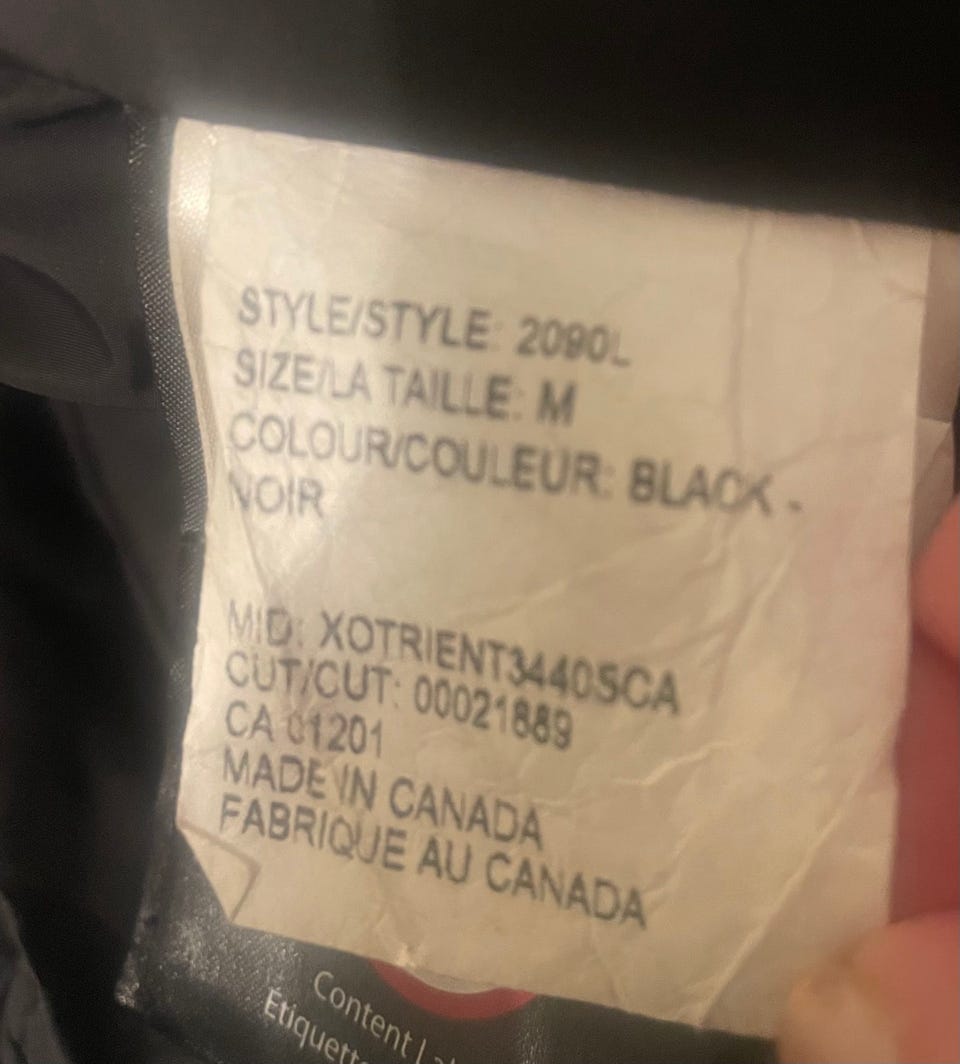 STYLE/STYLE: 2090L
SIZE/LA TAILLE: M
COLOUR/COULEUR: BLACK -
NOIR
MID: XOTRIENT3440SCA
CUT/CUT: 00021889
CA 01201
MADE IN CANADA
FABRIQUE AU CANADA
Content
Étiquette